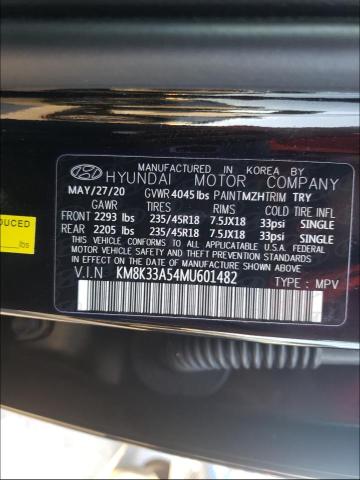 MANUFACTURED IN KOREA BY
HYUNDAI MOTOR COMPANY
MAY/27/20 GVWR 4045 lbs PAINT MZH TRIM TRY
GAWR TIRES RIMS COLD TIRE INFL.
FRONT 2293 lbs 235/45R18 7.5JX18 33psi SINGLE
REAR 2205 lbs 235/45R18 7.5JX18 33psi SINGLE
THIS VEHICLE CONFORMS TO ALL APPLICABLE U.S.A. FEDERAL
MOTOR VEHICLE SAFETY AND THEFT PREVENTION STANDARDS
IN EFFECT ON THE DATE OF MANUFACTURE SHOWN ABOVE.
V.I.N KM8K33A54MU601482
TYPE : MPV
DUCED
lbs